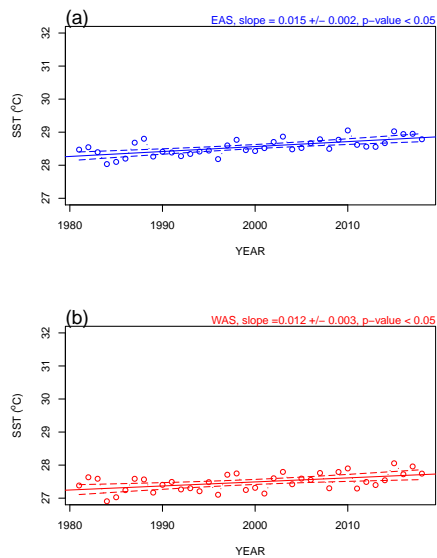 (a)
EAS, slope = 0.015 +/− 0.002, p−value < 0.05
32
31
30
29
28
27
SST (°C)
1980 1990 2000 2010
YEAR
(b)
WAS, slope =0.012 +/− 0.003, p−value < 0.05
32
31
30
29
28
27
SST (°C)
1980 1990 2000 2010
YEAR